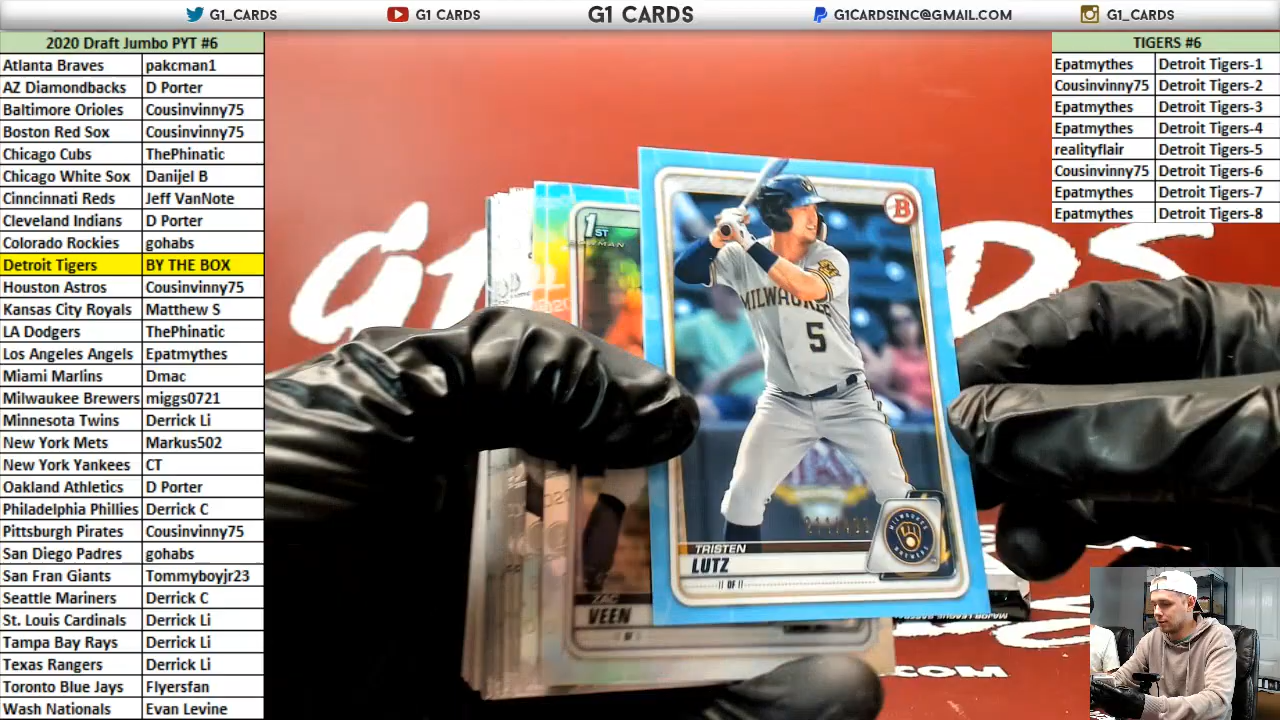 G1_CARDS G1 CARDS G1 CARDS G1CARDSINC@GMAIL.COM G1_CARDS
2020 Draft Jumbo PYT #6
Atlanta Braves pakcman1
AZ Diamondbacks D Porter
Baltimore Orioles Cousinvinny75
Boston Red Sox Cousinvinny75
Chicago Cubs ThePhinatic
Chicago White Sox Danijel B
Cinncinnati Reds Jeff VanNote
Cleveland Indians D Porter
Colorado Rockies gohabs
Detroit Tigers BY THE BOX
Houston Astros Cousinvinny75
Kansas City Royals Matthew S
LA Dodgers ThePhinatic
Los Angeles Angels Epatmythes
Miami Marlins Dmac
Milwaukee Brewers miggs0721
Minnesota Twins Derrick Li
New York Mets Markus502
New York Yankees CT
Oakland Athletics D Porter
Philadelphia Phillies Derrick C
Pittsburgh Pirates Cousinvinny75
San Diego Padres gohabs
San Fran Giants Tommyboyjr23
Seattle Mariners Derrick C
St. Louis Cardinals Derrick Li
Tampa Bay Rays Derrick Li
Texas Rangers Derrick Li
Toronto Blue Jays Flyersfan
Wash Nationals Evan Levine
TIGERS #6
Epatmythes Detroit Tigers-1
Cousinvinny75 Detroit Tigers-2
Epatmythes Detroit Tigers-3
Epatmythes Detroit Tigers-4
realityflair Detroit Tigers-5
Cousinvinny75 Detroit Tigers-6
Epatmythes Detroit Tigers-7
Epatmythes Detroit Tigers-8
1ST
BOWMAN
B
MILWAUKEE
5
TRISTEN
LUTZ
OF
MILWAUKEE
BREWERS
ZAC
VEEN
OF
.COM